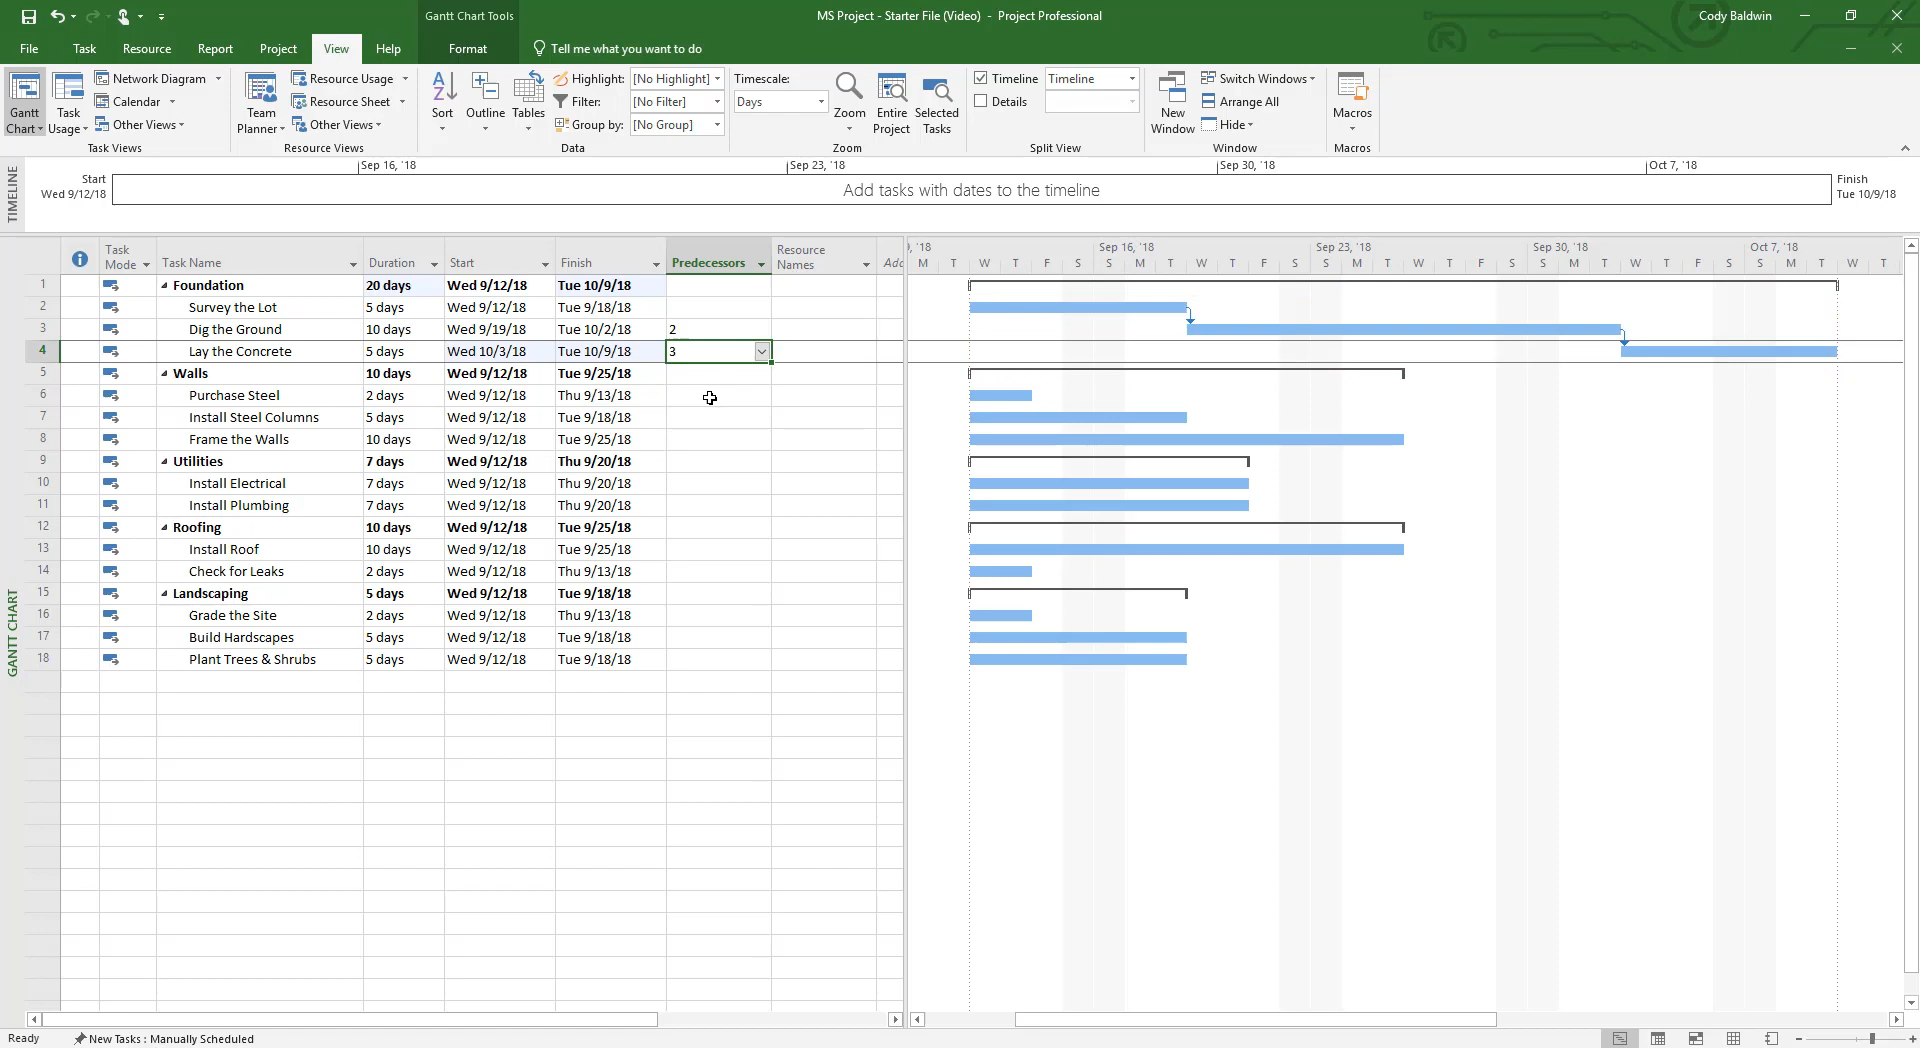 Gantt Chart Tools
MS Project - Starter File (Video) - Project Professional
Cody Baldwin
File Task Resource Report Project View Help Format Tell me what you want to do
Gantt Chart
Task Usage
Network Diagram
Calendar
Other Views
Task Views
Team Planner
Resource Usage
Resource Sheet
Other Views
Resource Views
Sort
Outline
Tables
Highlight: [No Highlight]
Filter: [No Filter]
Group by: [No Group]
Data
Timescale:
Days
Zoom
Entire Project
Selected Tasks
Zoom
Timeline Timeline
Details
Split View
New Window
Switch Windows
Arrange All
Hide
Window
Macros
Macros
TIMELINE
Sep 16, '18 Sep 23, '18 Sep 30, '18 Oct 7, '18
Start
Wed 9/12/18
Add tasks with dates to the timeline
Finish
Tue 10/9/18
Task Mode Task Name Duration Start Finish Predecessors Resource Names Add
, '18 Sep 16, '18 Sep 23, '18 Sep 30, '18 Oct 7, '18
M T W T F S S M T W T F S S M T W T F S S M T W T F S S M T W T
1 Foundation 20 days Wed 9/12/18 Tue 10/9/18
2 Survey the Lot 5 days Wed 9/12/18 Tue 9/18/18
3 Dig the Ground 10 days Wed 9/19/18 Tue 10/2/18 2
4 Lay the Concrete 5 days Wed 10/3/18 Tue 10/9/18 3
5 Walls 10 days Wed 9/12/18 Tue 9/25/18
6 Purchase Steel 2 days Wed 9/12/18 Thu 9/13/18
7 Install Steel Columns 5 days Wed 9/12/18 Tue 9/18/18
8 Frame the Walls 10 days Wed 9/12/18 Tue 9/25/18
9 Utilities 7 days Wed 9/12/18 Thu 9/20/18
10 Install Electrical 7 days Wed 9/12/18 Thu 9/20/18
11 Install Plumbing 7 days Wed 9/12/18 Thu 9/20/18
12 Roofing 10 days Wed 9/12/18 Tue 9/25/18
13 Install Roof 10 days Wed 9/12/18 Tue 9/25/18
14 Check for Leaks 2 days Wed 9/12/18 Thu 9/13/18
15 Landscaping 5 days Wed 9/12/18 Tue 9/18/18
16 Grade the Site 2 days Wed 9/12/18 Thu 9/13/18
17 Build Hardscapes 5 days Wed 9/12/18 Tue 9/18/18
18 Plant Trees & Shrubs 5 days Wed 9/12/18 Tue 9/18/18
GANTT CHART
Ready New Tasks : Manually Scheduled